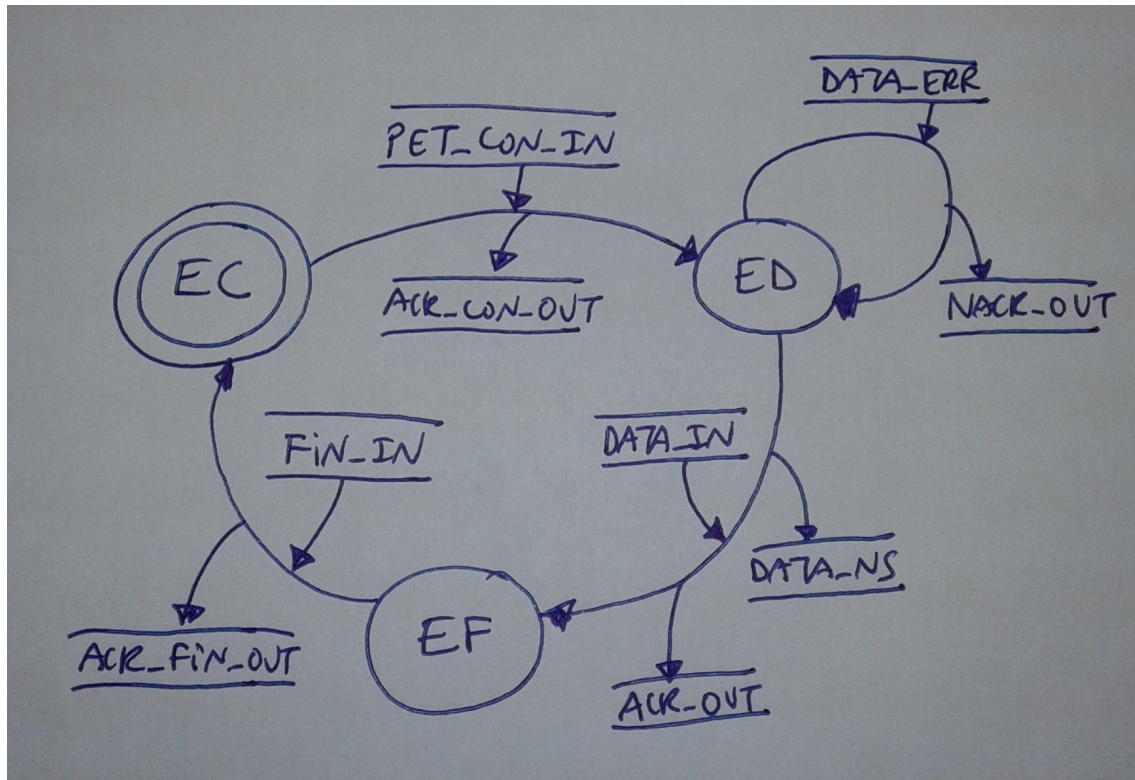 DATA_ERR
PET_CON_IN
EC
ED
ACK_CON_OUT
NACK_OUT
FiN_IN
DATA_IN
DATA_NS
EF
ACK_FiN_OUT
ACK_OUT